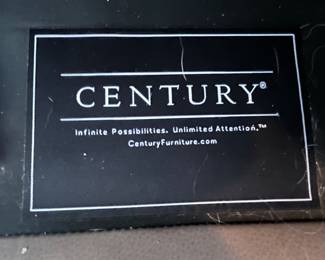 CENTURY®
Infinite Possibilities. Unlimited Attention.™
CenturyFurniture.com